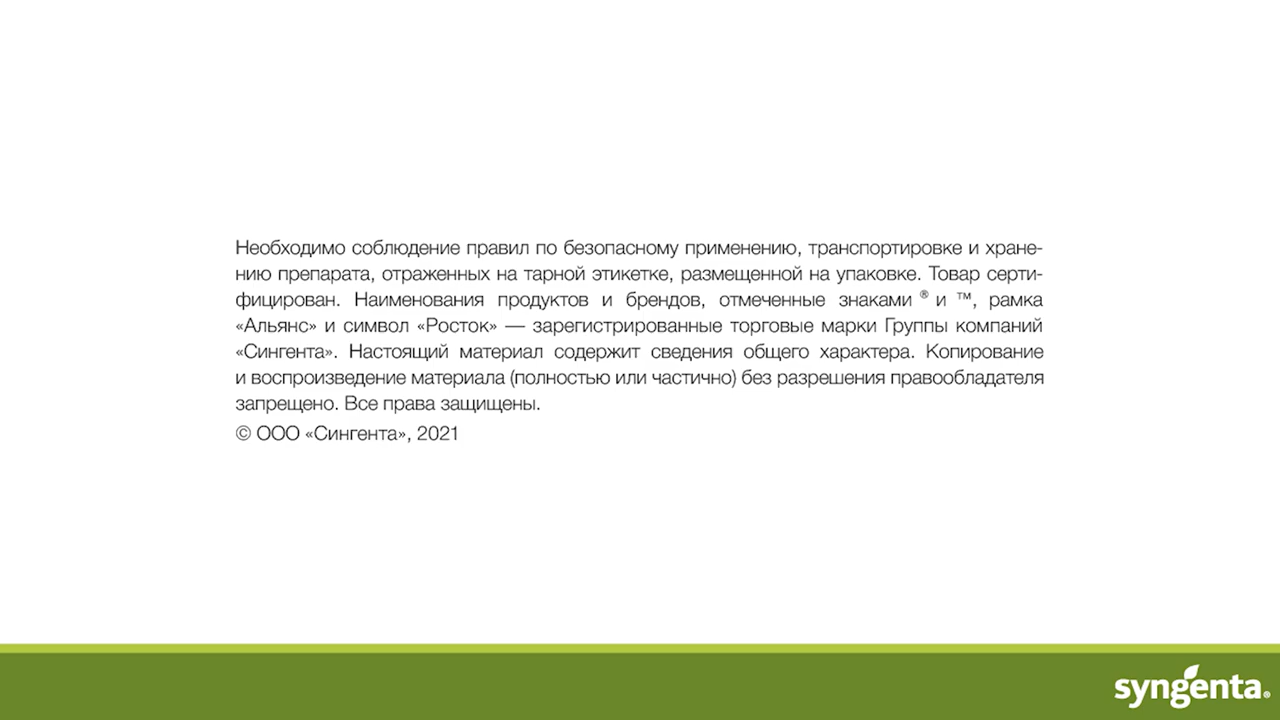 Необходимо соблюдение правил по безопасному применению, транспортировке и хране-
нию препарата, отраженных на тарной этикетке, размещенной на упаковке. Товар серти-
фицирован. Наименования продуктов и брендов, отмеченные знаками ® и ™, рамка
«Альянс» и символ «Росток» — зарегистрированные торговые марки Группы компаний
«Сингента». Настоящий материал содержит сведения общего характера. Копирование
и воспроизведение материала (полностью или частично) без разрешения правообладателя
запрещено. Все права защищены.
© ООО «Сингента», 2021
syngenta®